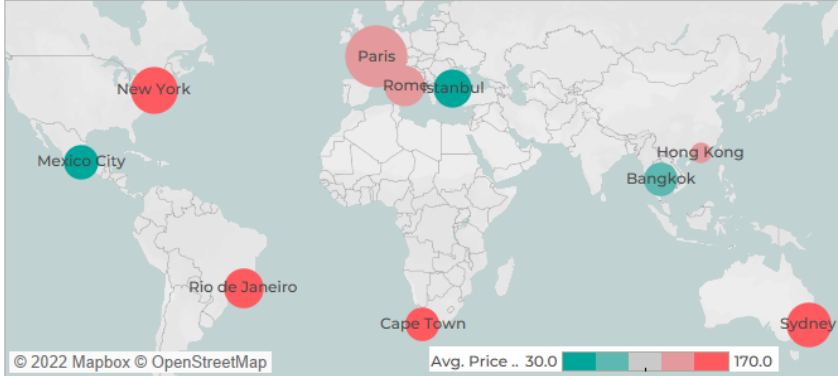 Paris
Rome
Istanbul
New York
Hong Kong
Mexico City
Bangkok
Rio de Janeiro
Cape Town
Sydney
© 2022 Mapbox © OpenStreetMap
Avg. Price .. 30.0 170.0